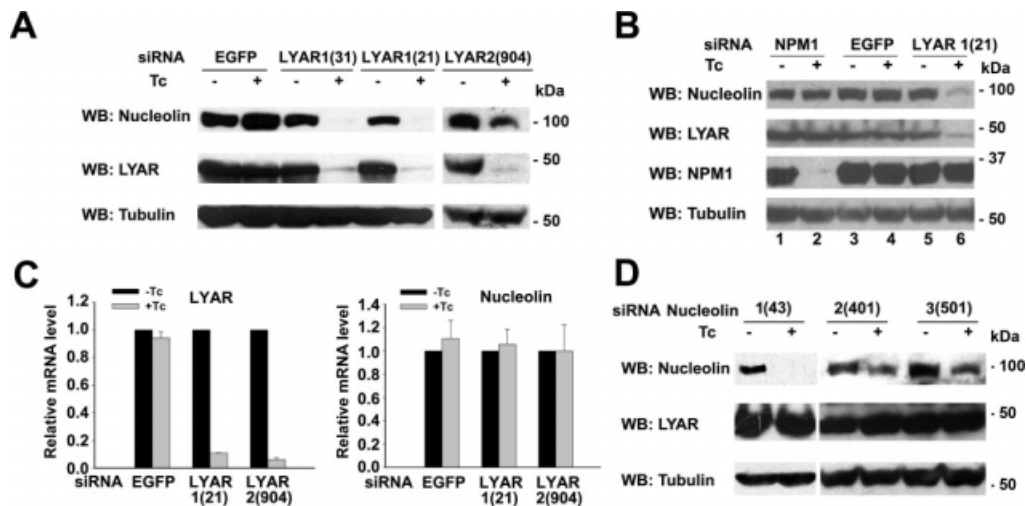 A
siRNA EGFP LYAR1(31) LYAR1(21) LYAR2(904)
Tc - + - + - + - +
kDa
WB: Nucleolin - 100
WB: LYAR - 50
WB: Tubulin - 50
B
siRNA NPM1 EGFP LYAR 1(21)
Tc - + - + - + kDa
WB: Nucleolin - 100
WB: LYAR - 50
- 37
WB: NPM1
WB: Tubulin - 50
1 2 3 4 5 6
C
Relative mRNA level
1.2
1.0
0.8
0.6
0.4
0.2
0.0
-Tc
+Tc
LYAR
siRNA EGFP LYAR LYAR
1(21) 2(904)
Relative mRNA level
1.4
1.2
1.0
0.8
0.6
0.4
0.2
0.0
-Tc
+Tc
Nucleolin
siRNA EGFP LYAR LYAR
1(21) 2(904)
D
siRNA Nucleolin 1(43) 2(401) 3(501)
Tc - + - + - + kDa
WB: Nucleolin - 100
- 50
WB: LYAR
WB: Tubulin - 50